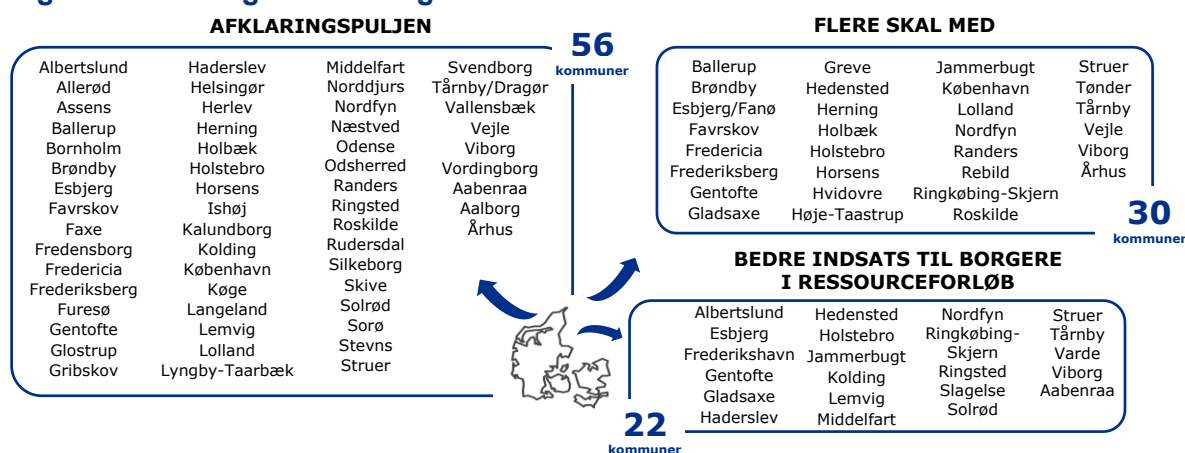 AFKLARINGSPULJEN
56
kommuner
Albertslund
Allerød
Assens
Ballerup
Bornholm
Brøndby
Esbjerg
Favrskov
Faxe
Fredensborg
Fredericia
Frederiksberg
Furesø
Gentofte
Glostrup
Gribskov
Haderslev
Helsingør
Herlev
Herning
Holbæk
Holstebro
Horsens
Ishøj
Kalundborg
Kolding
København
Køge
Langeland
Lemvig
Lolland
Lyngby-Taarbæk
Middelfart
Norddjurs
Nordfyn
Næstved
Odense
Odsherred
Randers
Ringsted
Roskilde
Rudersdal
Silkeborg
Skive
Solrød
Sorø
Stevns
Struer
Svendborg
Tårnby/Dragør
Vallensbæk
Vejle
Viborg
Vordingborg
Aabenraa
Aalborg
Århus
FLERE SKAL MED
Ballerup
Brøndby
Esbjerg/Fanø
Favrskov
Fredericia
Frederiksberg
Gentofte
Gladsaxe
Greve
Hedensted
Herning
Holbæk
Holstebro
Horsens
Hvidovre
Høje-Taastrup
Jammerbugt
København
Lolland
Nordfyn
Randers
Rebild
Ringkøbing-Skjern
Roskilde
Struer
Tønder
Tårnby
Vejle
Viborg
Århus
30
kommuner
BEDRE INDSATS TIL BORGERE
I RESSOURCEFORLØB
Albertslund
Esbjerg
Frederikshavn
Gentofte
Gladsaxe
Haderslev
Hedensted
Holstebro
Jammerbugt
Kolding
Lemvig
Middelfart
Nordfyn
Ringkøbing-
Skjern
Ringsted
Slagelse
Solrød
Struer
Tårnby
Varde
Viborg
Aabenraa
22
kommuner